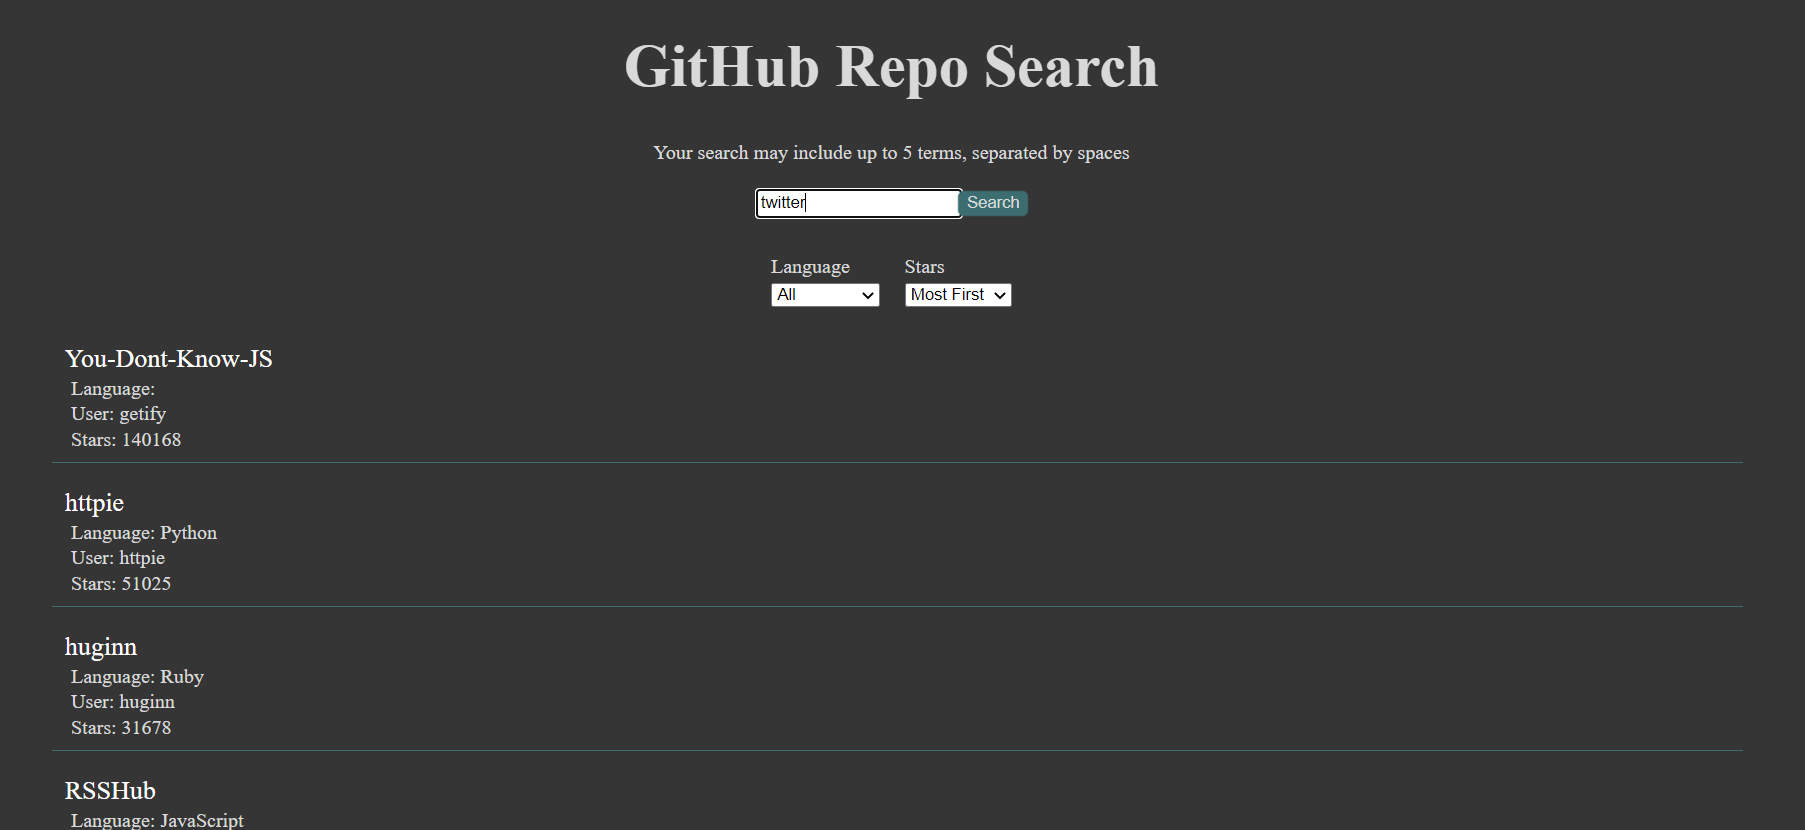 GitHub Repo Search
Your search may include up to 5 terms, separated by spaces
twitter Search
Language Stars
All Most First
You-Dont-Know-JS
Language:
User: getify
Stars: 140168
httpie
Language: Python
User: httpie
Stars: 51025
huginn
Language: Ruby
User: huginn
Stars: 31678
RSSHub
Language: JavaScript